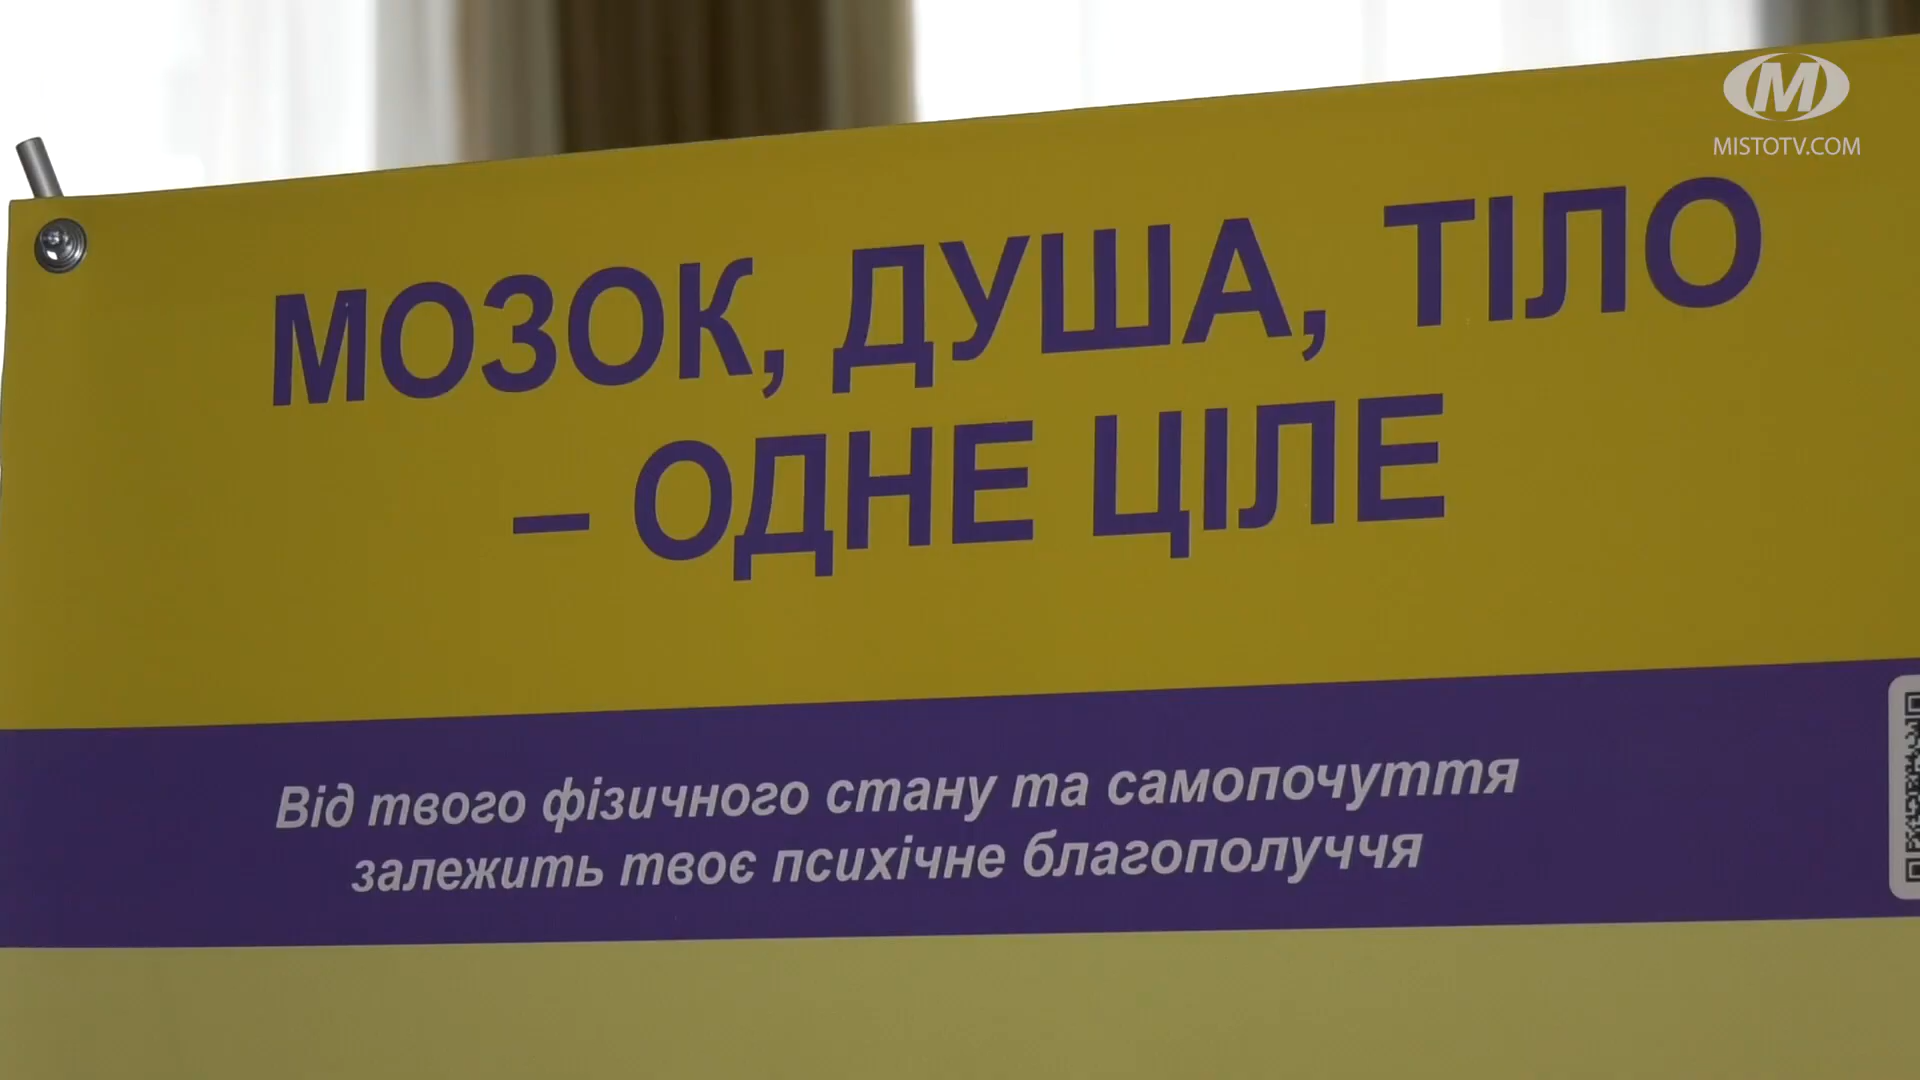 M
MISTOTV.COM
МОЗОК, ДУША, ТІЛО
– ОДНЕ ЦІЛЕ
Від твого фізичного стану та самопочуття
залежить твоє психічне благополуччя